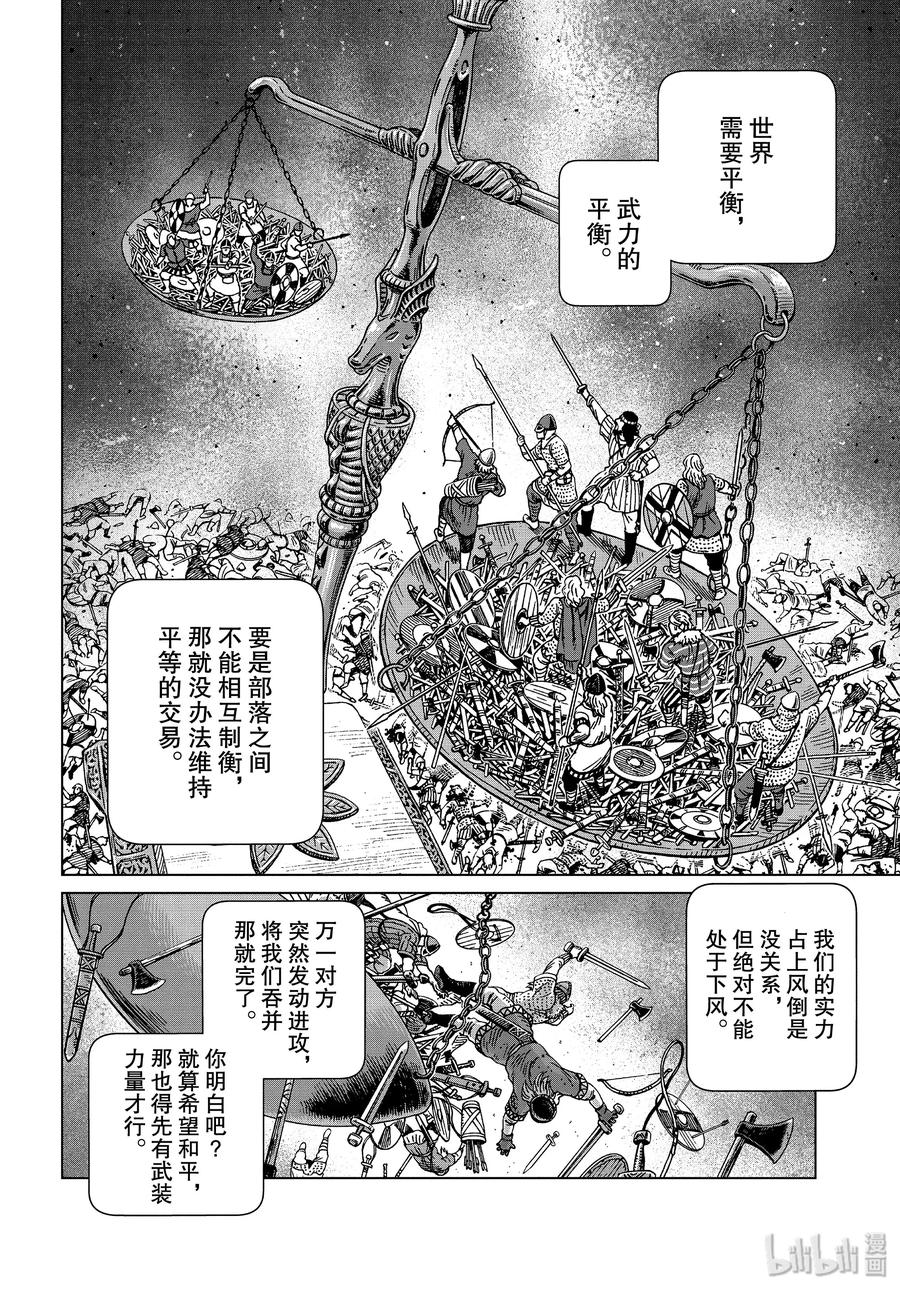 世界
需要平衡，
武力的
平衡。
要是部落之间
不能相互制衡，
那就没办法维持
平等的交易。
我们的实力
占上风倒是
没关系，
但绝对不能
处于下风。
万一对方
突然发动进攻，
将我们吞并
那就完了。
你明白吧？
就算希望和平，
那也得先有武装
力量才行。
bilibili漫画